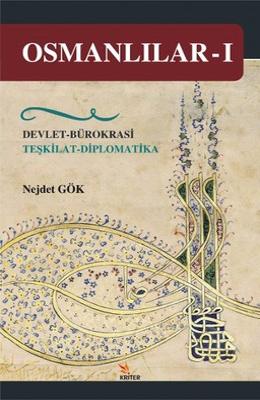 OSMANLILAR-I
DEVLET-BÜROKRASİ
TEŞKİLAT-DİPLOMATİKA
Nejdet GÖK
KRİTER